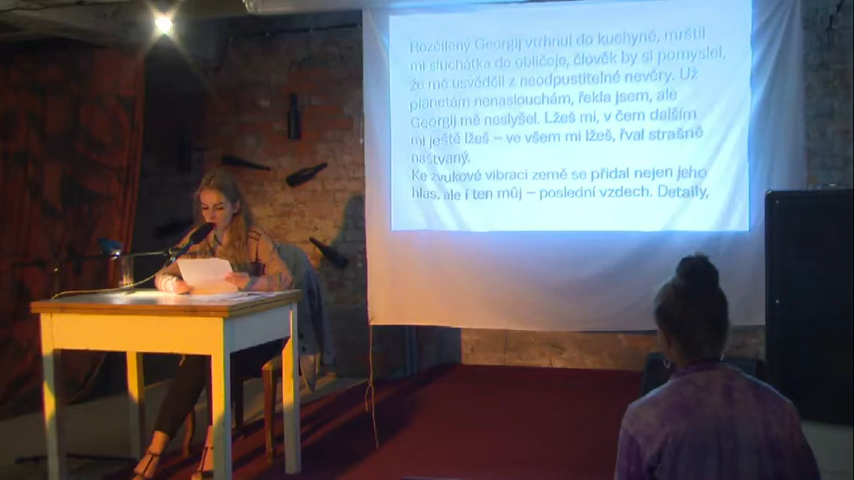 Rozčílený Georgij vtrhnul do kuchyně, mrštil
mi sluchátka do obličeje, člověk by si pomyslel,
že mě usvědčil z neodpustitelné nevěry. Už
planetám nenaslouchám, řekla jsem, ale
Georgij mě neslyšel. Lžeš mi, v čem dalším
mi ještě lžeš – ve všem mi lžeš, řval strašně
nastvaný.
Ke zvukové vibraci země se přidal nejen jeho
hlas, ale i ten můj – poslední vzdech. Detaily